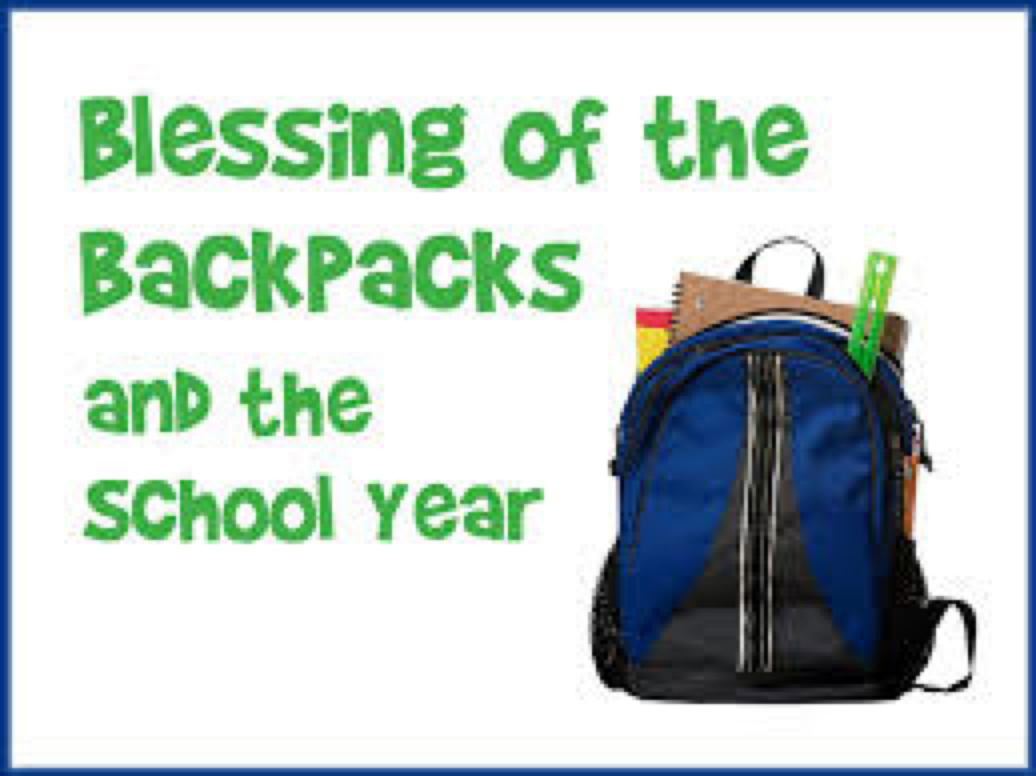 Blessing of the
Backpacks
and the
School Year